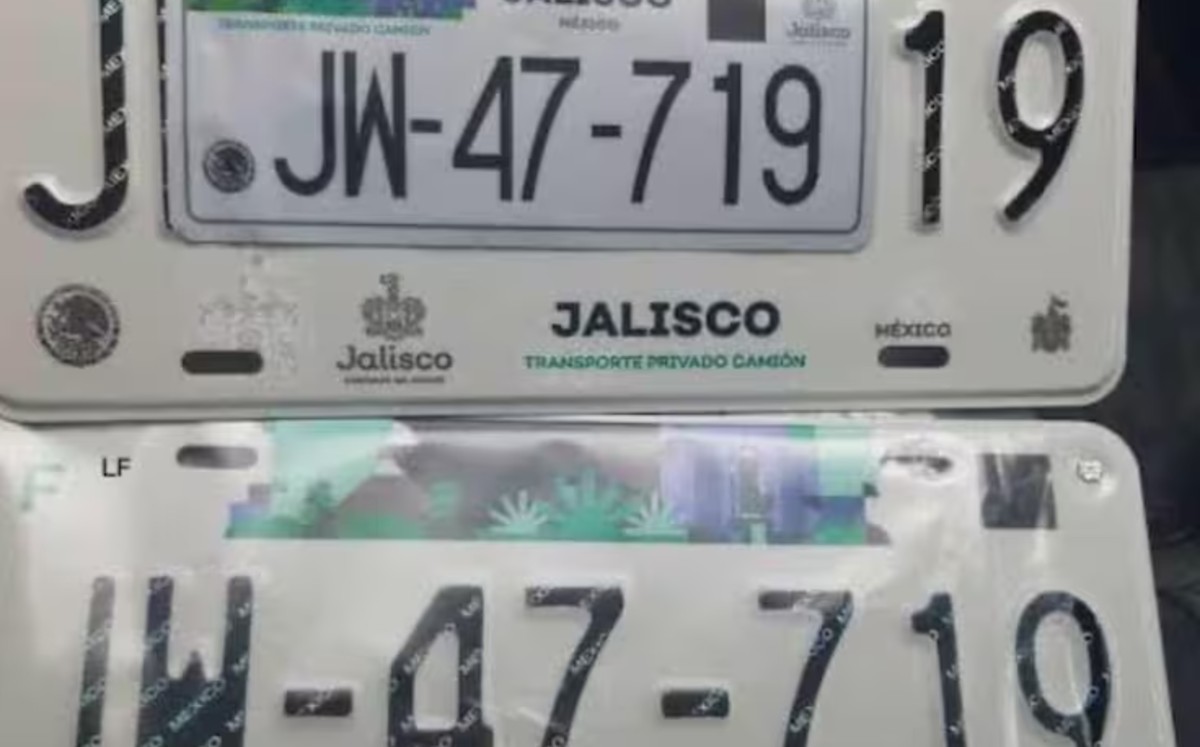 JALISCO
TRANSPORTE PRIVADO CAMIÓN
MÉXICO
Jalisco
JW-47-719
J 19
Jalisco
JALISCO
TRANSPORTE PRIVADO CAMIÓN
MÉXICO
LF
JW-47-719